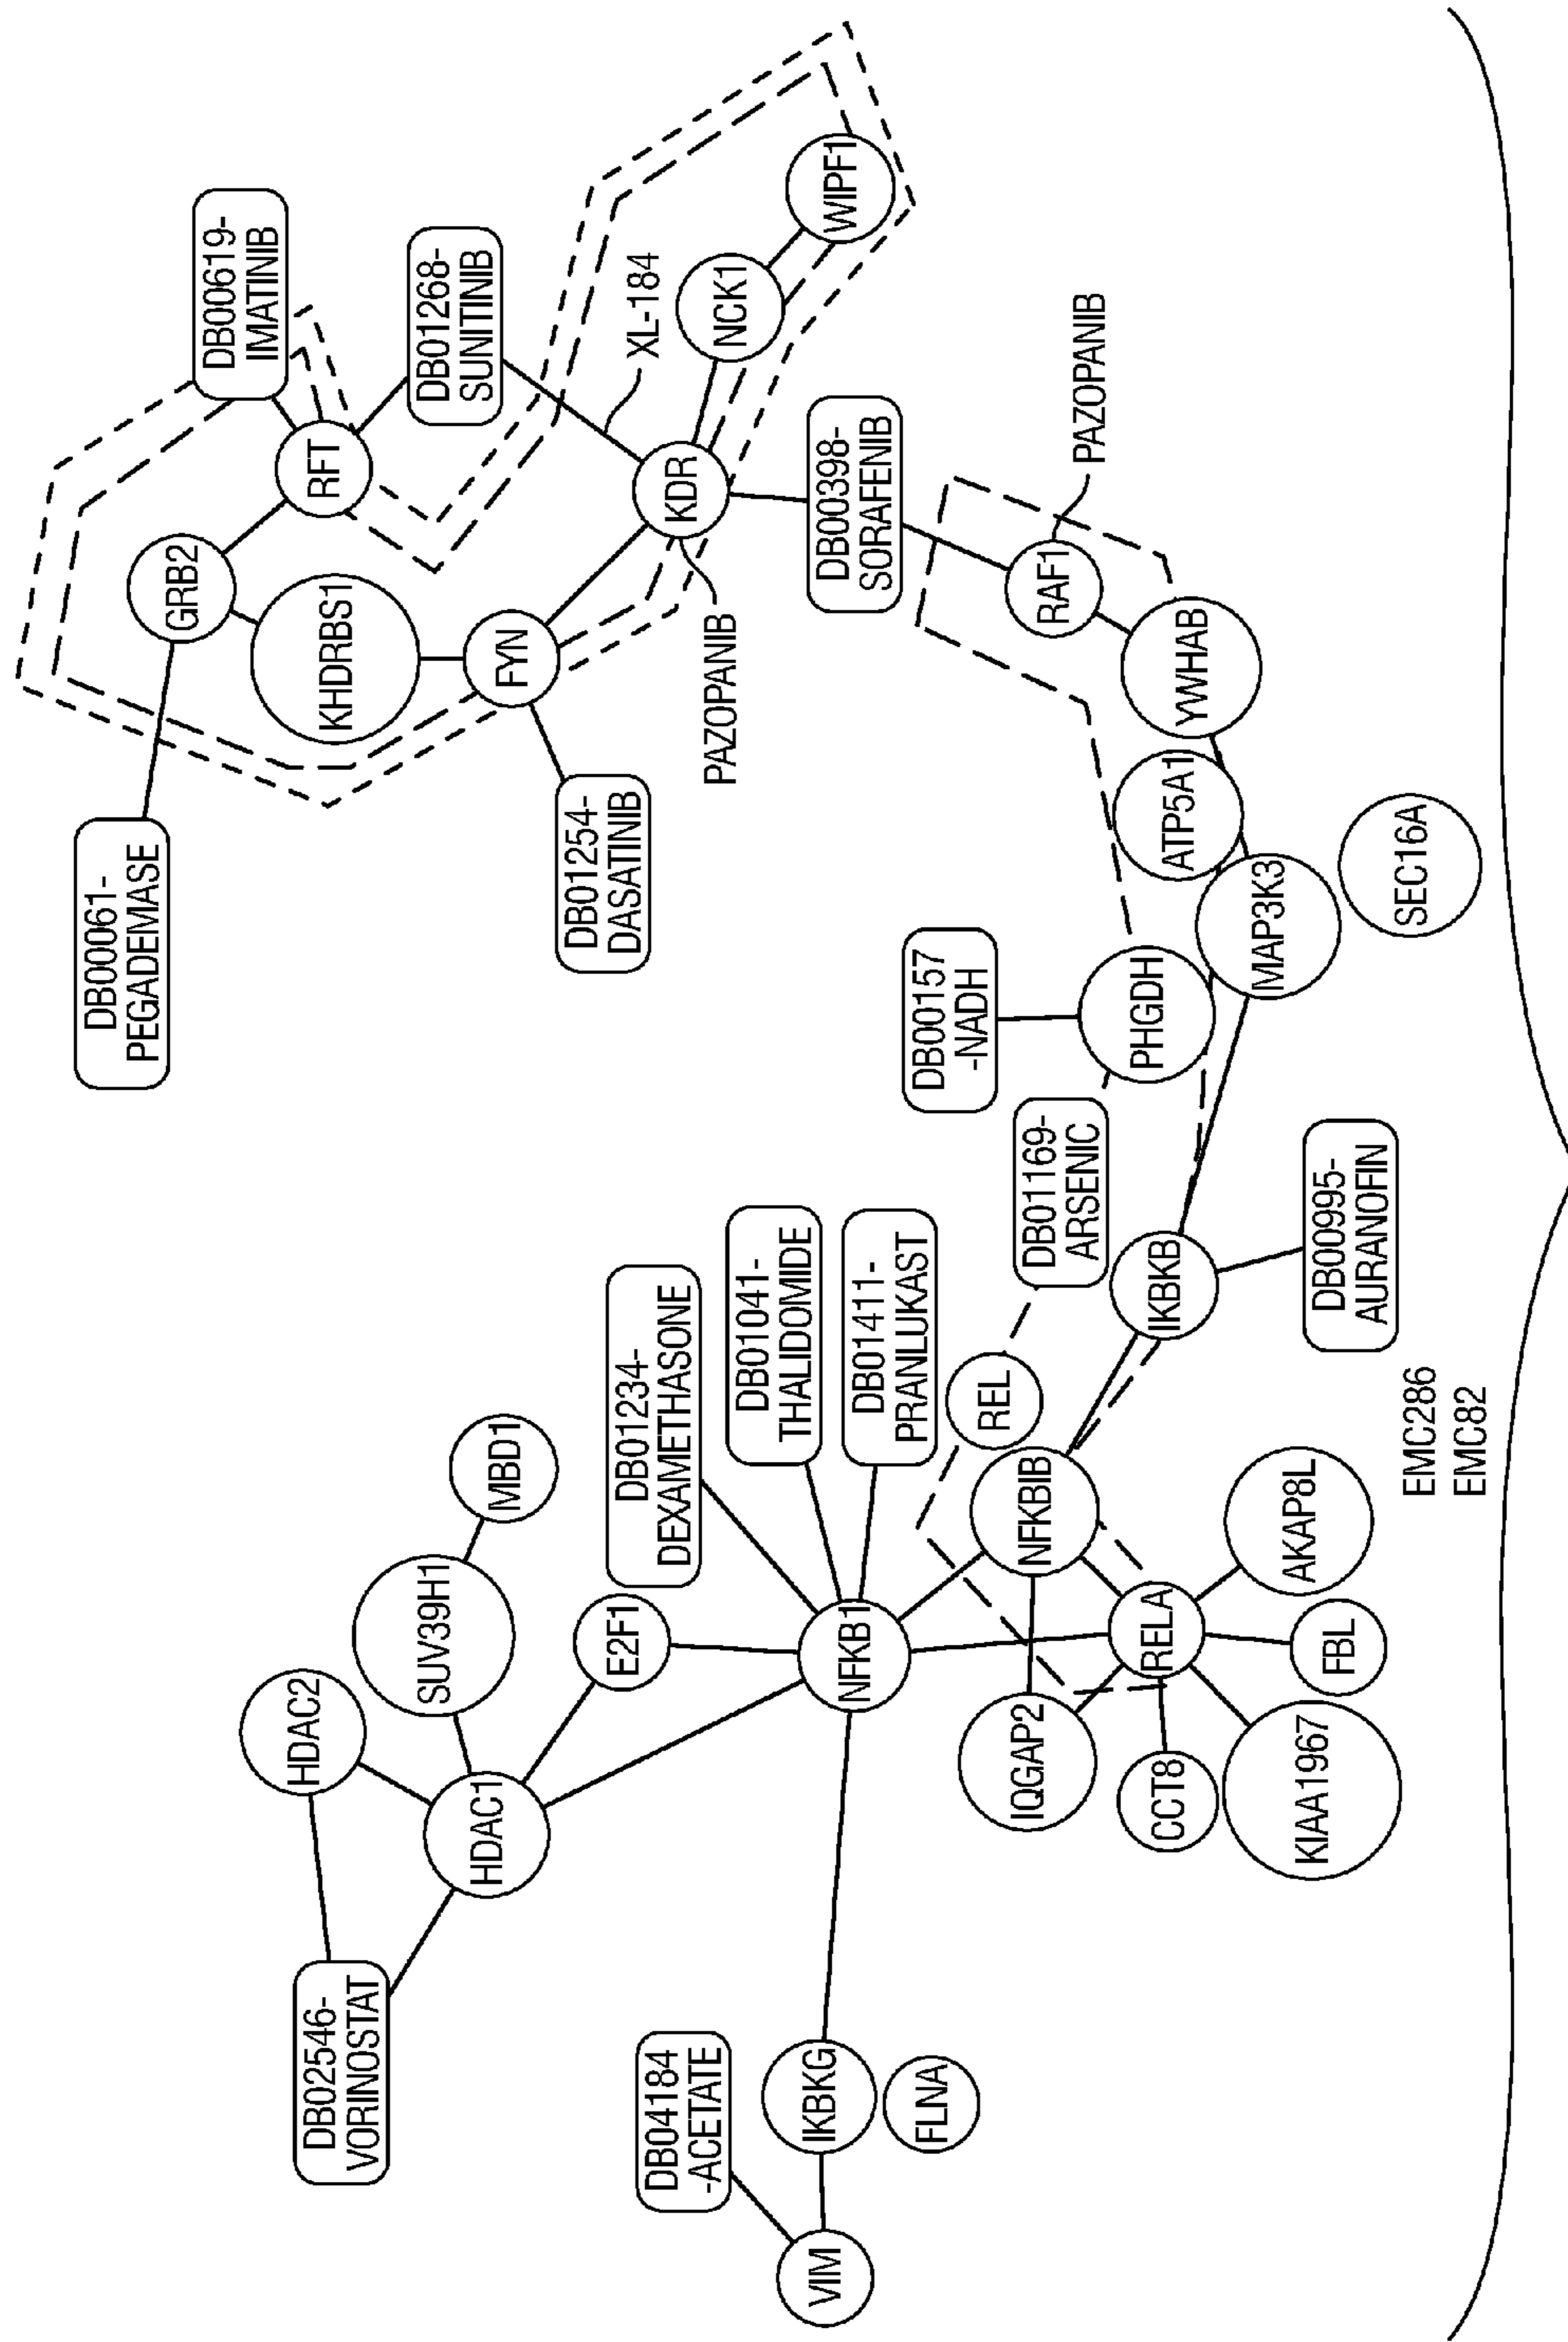 DB02546-
VORINOSTAT
HDAC2
HDAC1
SUV39H1
MBD1
E2F1
DB04184
-ACETATE
VIM
IKBKG
FLNA
NFKB1
DB01234-
DEXAMETHASONE
DB01041-
THALIDOMIDE
DB01411-
PRANLUKAST
REL
NFKBIB
IQGAP2
RELA
CCT8
KIAA1967
FBL
AKAP8L
EMC286
EMC82
IKBKB
DB00995-
AURANOFIN
DB01169-
ARSENIC
DB00157
-NADH
PHGDH
MAP3K3
ATP5A1
SEC16A
YWHAB
RAF1
PAZOPANIB
DB00398-
SORAFENIB
DB00061-
PEGADEMASE
GRB2
KHDRBS1
RFT
DB00619-
IMATINIB
DB01268-
SUNITINIB
FYN
DB01254-
DASATINIB
KDR
PAZOPANIB
XL-184
NCK1
WIPF1